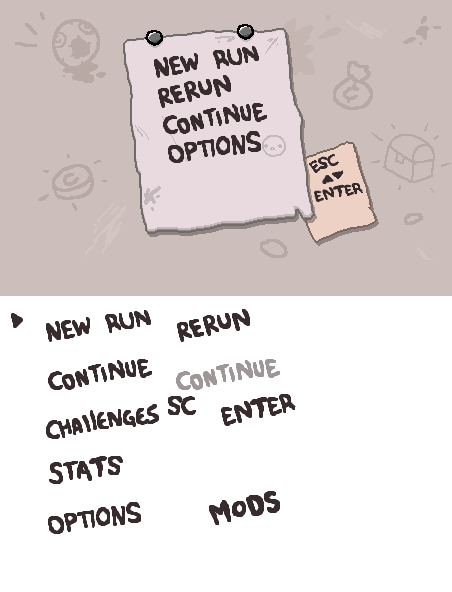 NEW RUN
RERUN
CONTINUE
OPTIONS
ESC
ENTER
NEW RUN RERUN
CONTINUE CONTINUE
CHAllENGES SC ENTER
STATS
OPTIONS MODS